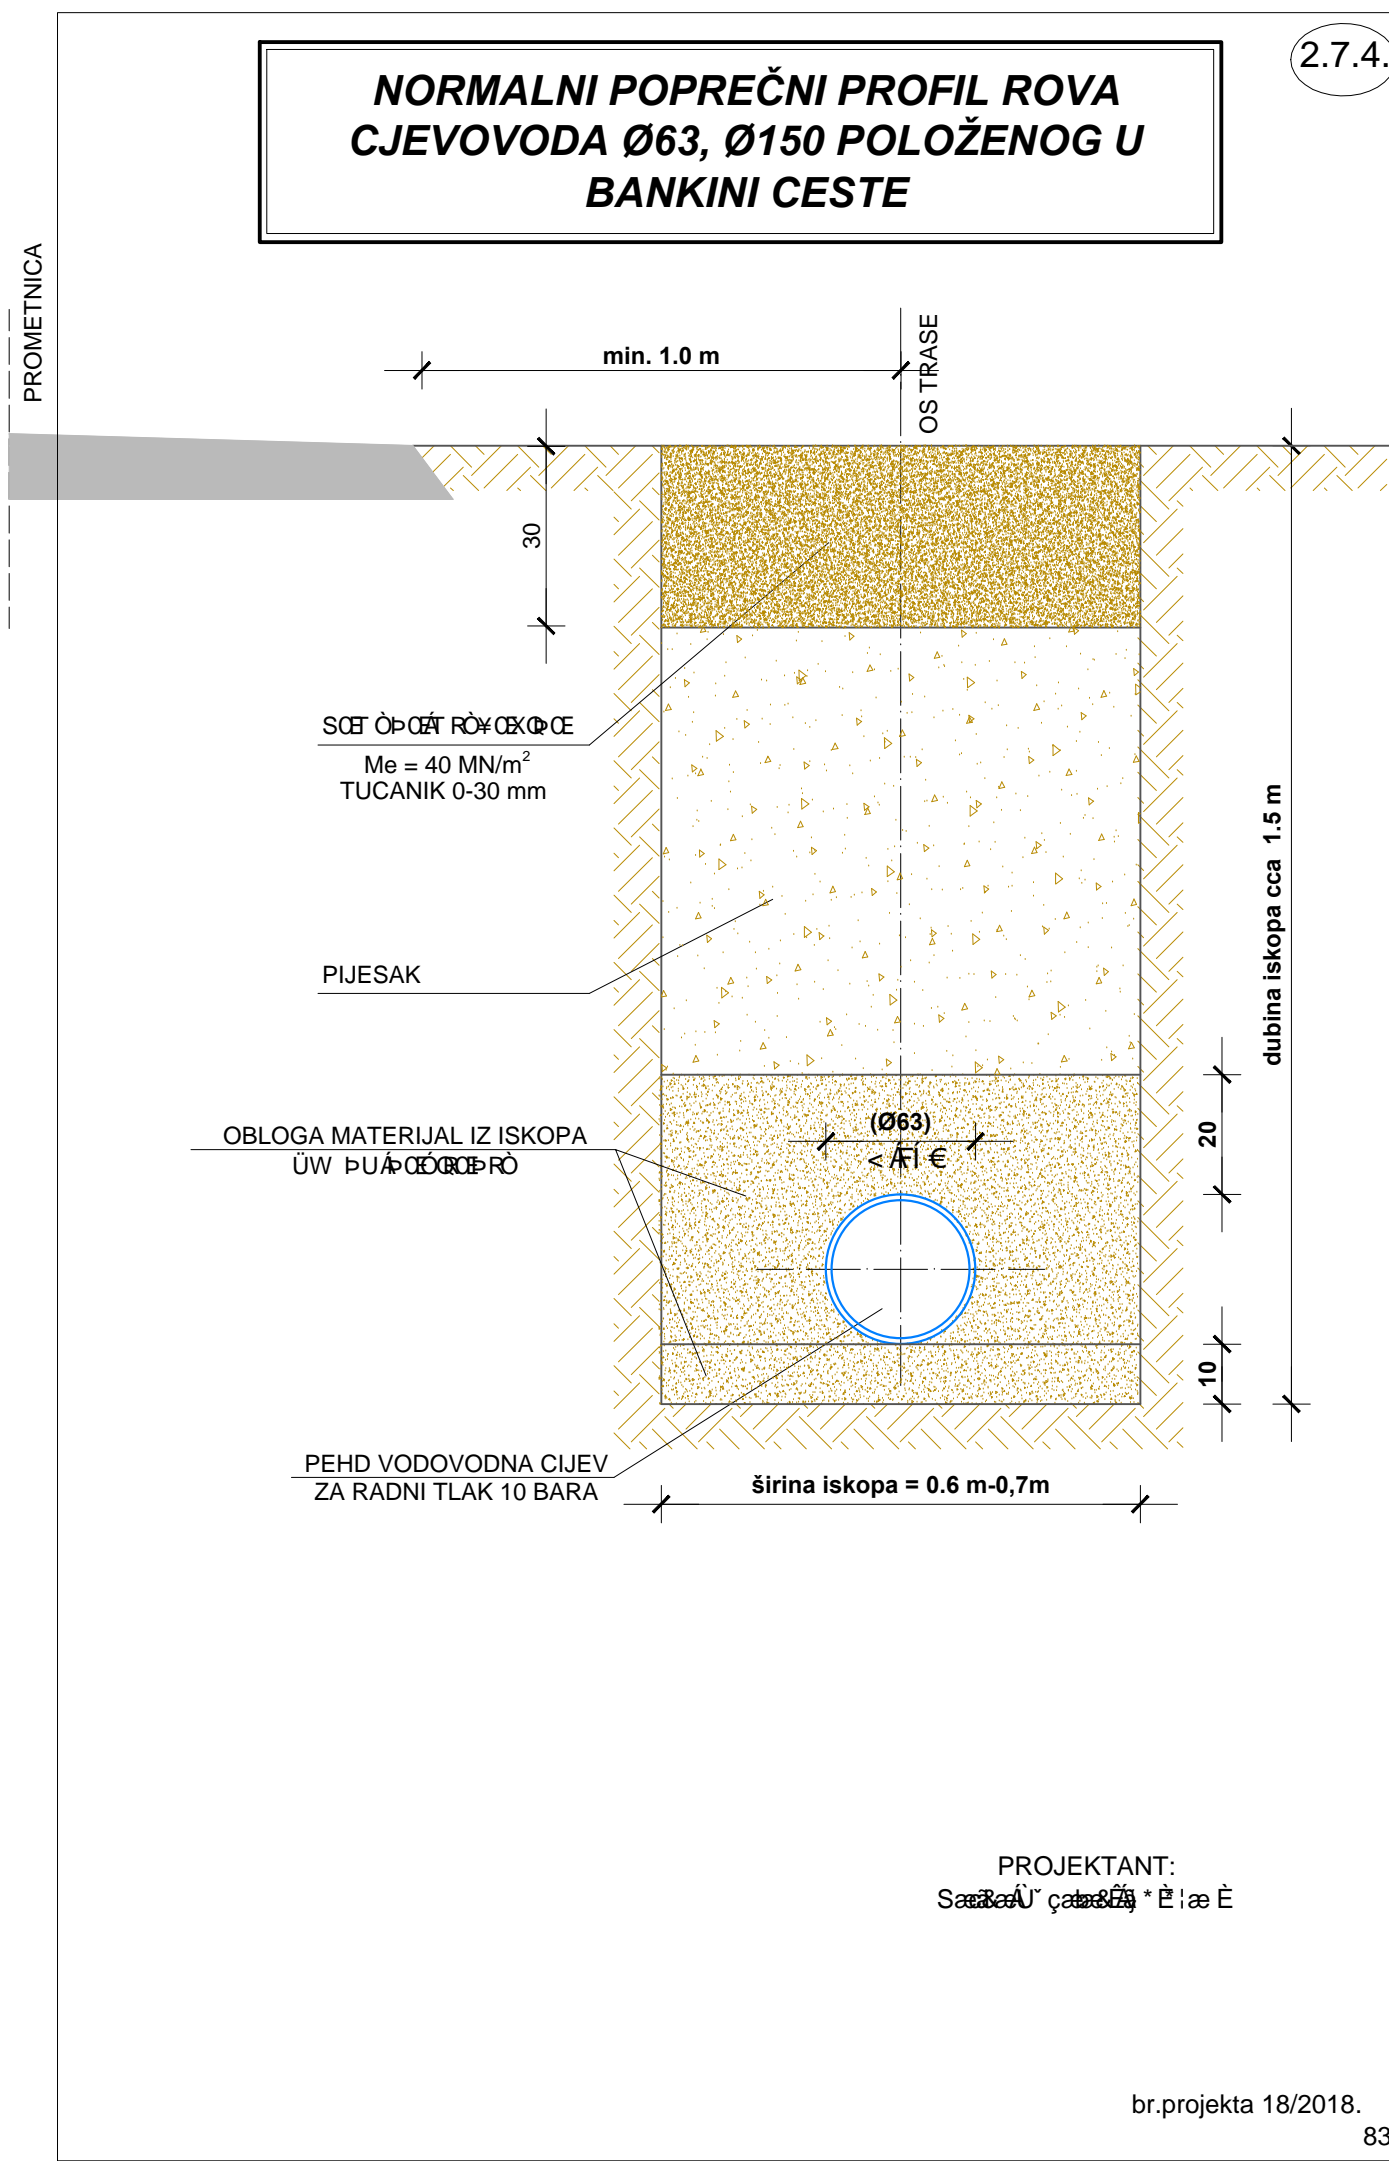 2.7.4.
NORMALNI POPREČNI PROFIL ROVA
CJEVOVODA Ø63, Ø150 POLOŽENOG U
BANKINI CESTE
PROMETNICA
min. 1.0 m
OS TRASE
30
Me = 40 MN/m²
TUCANIK 0-30 mm
PIJESAK
dubina iskopa cca 1.5 m
OBLOGA MATERIJAL IZ ISKOPA
(Ø63)
20
10
PEHD VODOVODNA CIJEV
ZA RADNI TLAK 10 BARA
širina iskopa = 0.6 m-0,7m
PROJEKTANT:
br.projekta 18/2018.
83